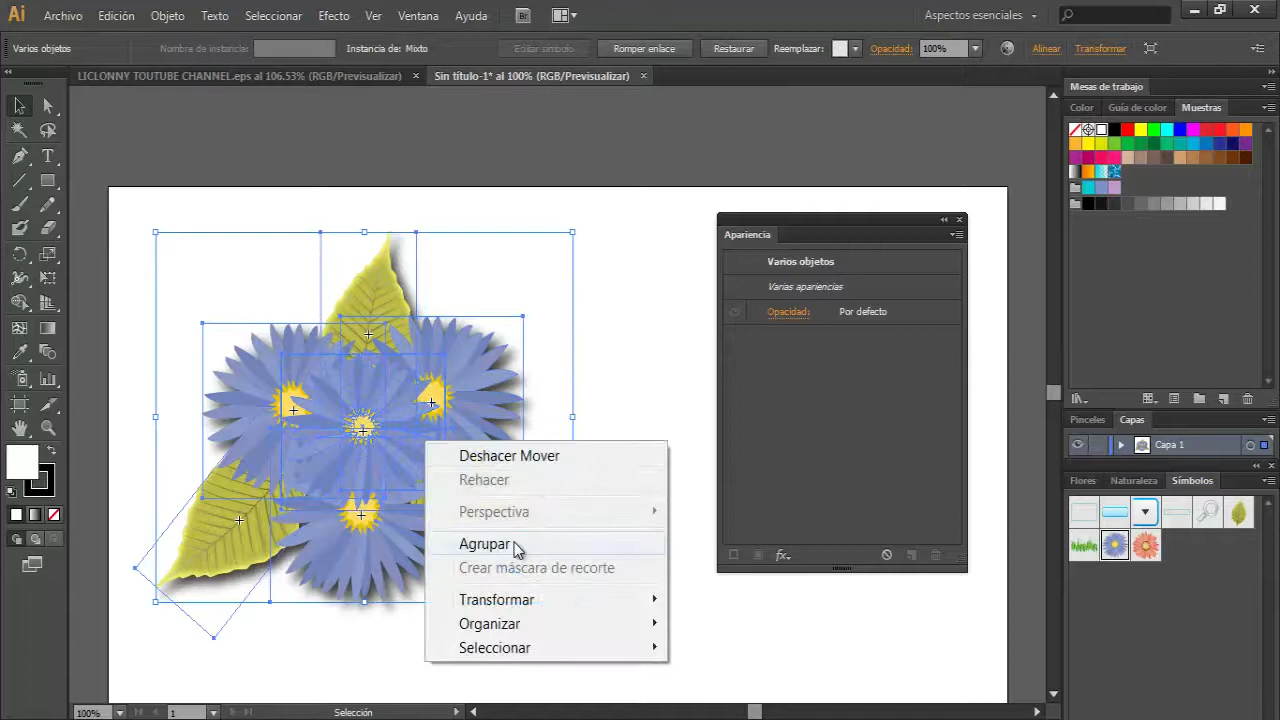 Ai Archivo Edición Objeto Texto Seleccionar Efecto Ver Ventana Ayuda Br Aspectos esenciales
Varios objetos Nombre de instancia: Instancia de: Mixto Editar símbolo Romper enlace Restaurar Reemplazar: Opacidad: 100% Alinear Transformar
LICLONNY TOUTUBE CHANNEL.eps al 106.53% (RGB/Previsualizar) Sin título-1* al 100% (RGB/Previsualizar)
Mesas de trabajo
Color Guía de color Muestras
Apariencia
Varios objetos
Varias apariencias
Opacidad: Por defecto
fx
Deshacer Mover
Rehacer
Perspectiva
Agrupar
Crear máscara de recorte
Transformar
Organizar
Seleccionar
Pinceles Capas
Capa 1
Flores Naturaleza Símbolos
100% 1 Selección